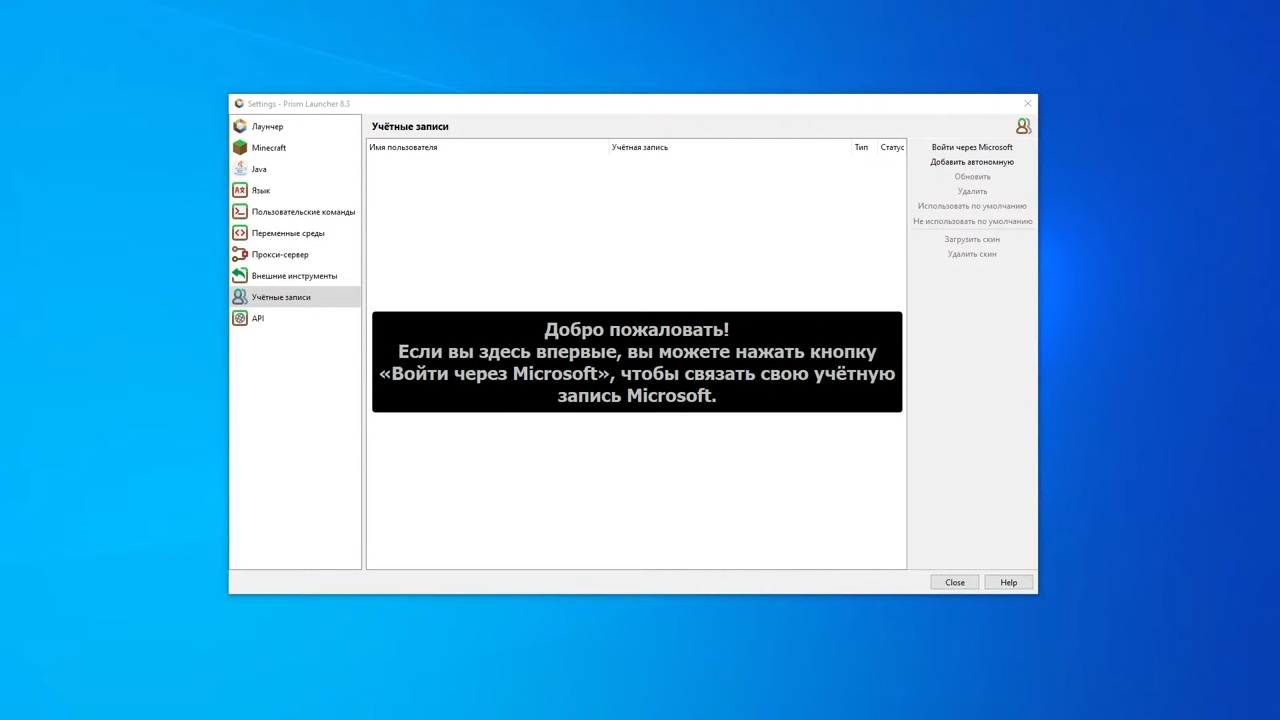 Settings - Prism Launcher 8.3
Лаунчер
Minecraft
Java
Язык
Пользовательские команды
Переменные среды
Прокси-сервер
Внешние инструменты
Учётные записи
API
Учётные записи
Имя пользователя Учётная запись Тип Статус
Добро пожаловать!
Если вы здесь впервые, вы можете нажать кнопку
«Войти через Microsoft», чтобы связать свою учётную
запись Microsoft.
Войти через Microsoft
Добавить автономную
Обновить
Удалить
Использовать по умолчанию
Не использовать по умолчанию
Загрузить скин
Удалить скин
Close Help